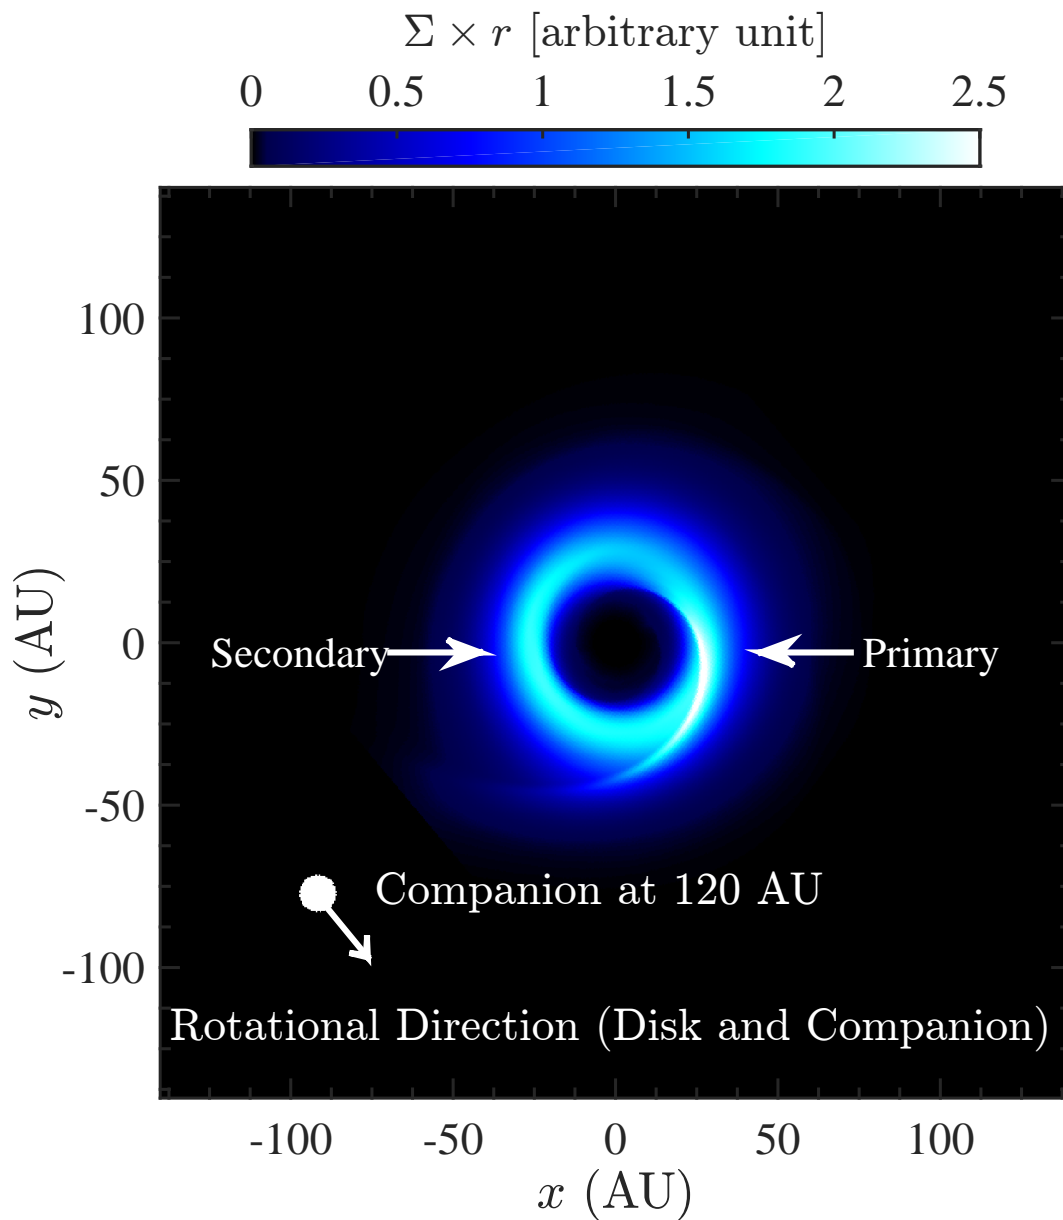 Σ × r [arbitrary unit]
0 0.5 1 1.5 2 2.5
100
50
0
-50
-100
y (AU)
Secondary
Primary
Companion at 120 AU
Rotational Direction (Disk and Companion)
-100 -50 0 50 100
x (AU)